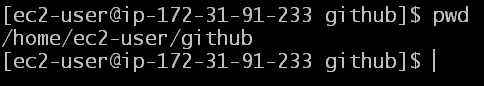 [ec2-user@ip-172-31-91-233 github]$ pwd
/home/ec2-user/github
[ec2-user@ip-172-31-91-233 github]$